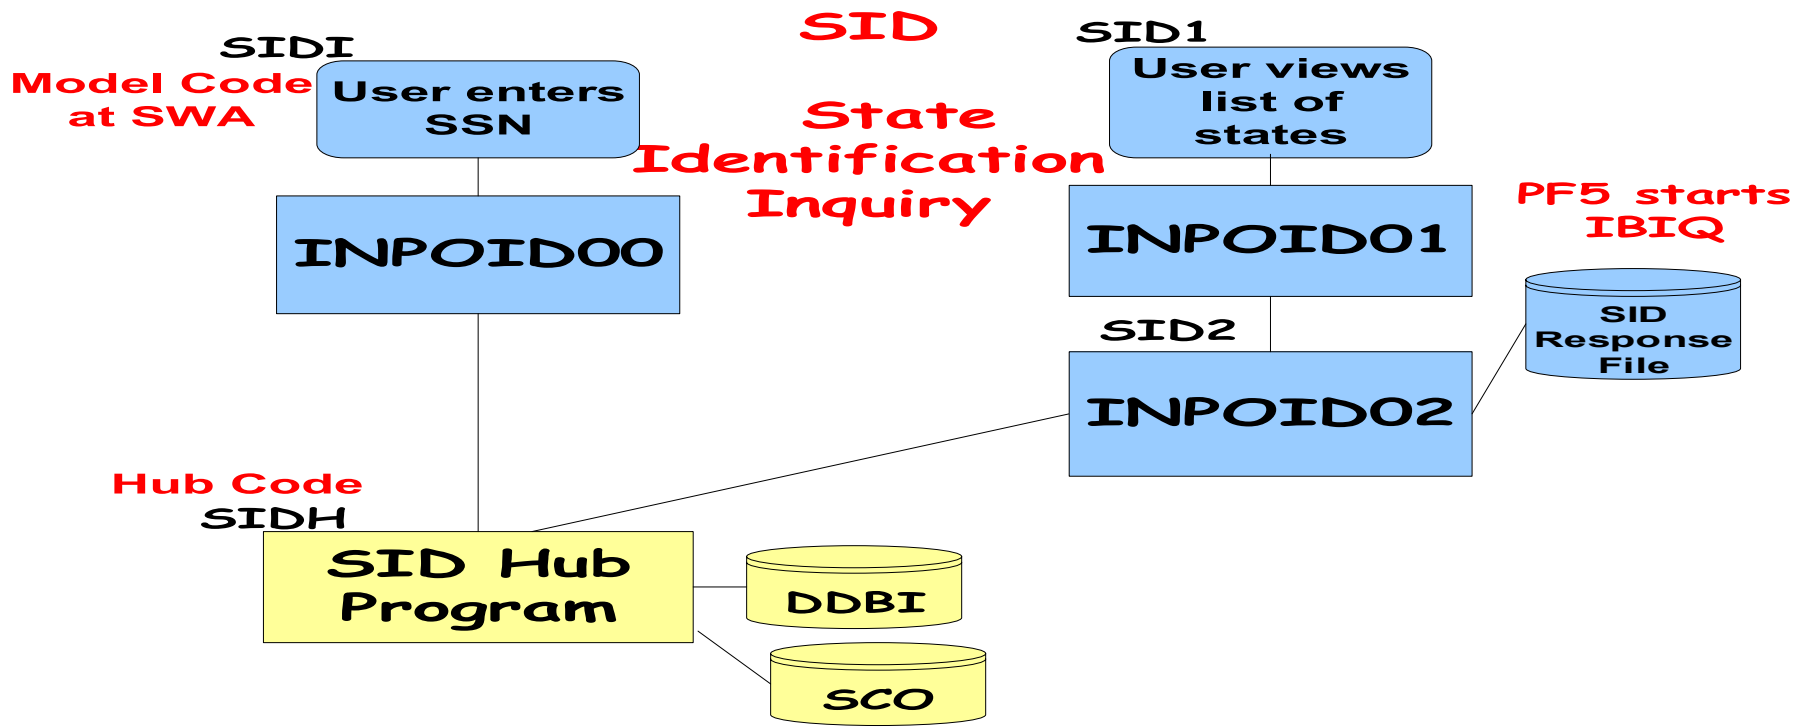 SID
SIDI
SID1
Model Code
at SWA
User enters
SSN
State
Identification
Inquiry
User views
list of
states
INPOID00
INPOID01
PF5 starts
IBIQ
SID2
SID
Response
File
INPOID02
Hub Code
SIDH
SID Hub
Program
DDBI
SCO